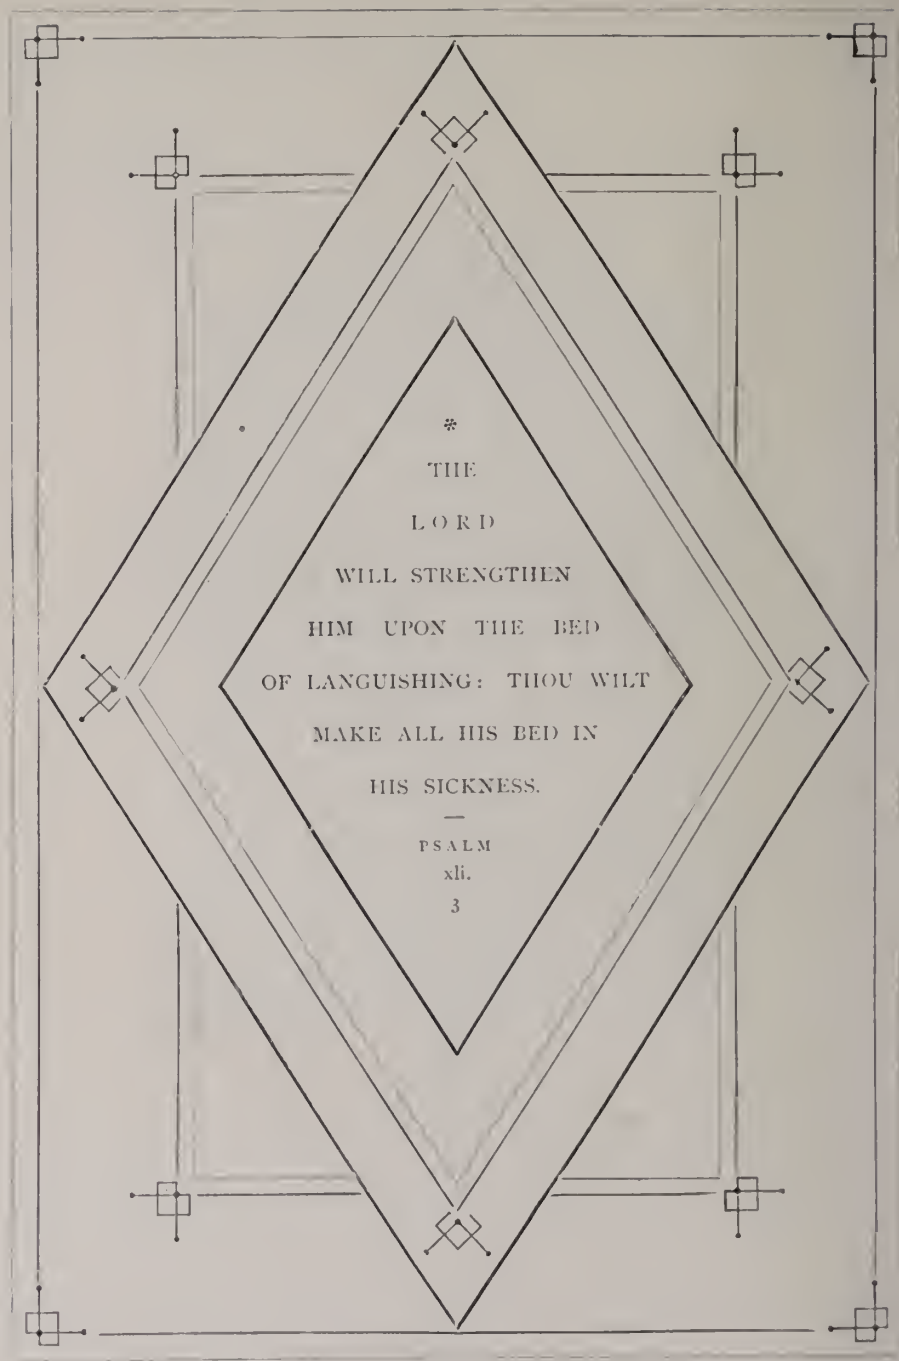 *
THE
LORD
WILL STRENGTHEN
HIM UPON THE BED
OF LANGUISHING: THOU WILT
MAKE ALL HIS BED IN
HIS SICKNESS.
—
PSALM
xli.
3